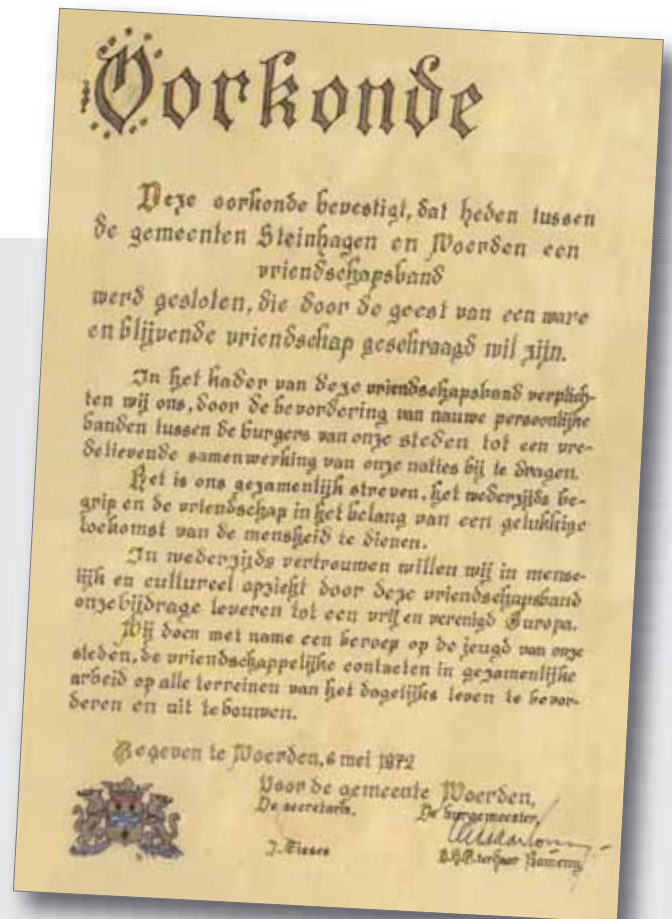 Oorkonde
Deze oorkonde bevestigt, dat heden tussen
de gemeenten Steinhagen en Woerden een
vriendschapsband
werd gesloten, die door de geest van een ware
en blijvende vriendschap geschraagd wil zijn.
In het kader van deze vriendschapsband verplich-
ten wij ons, door de bevordering van nauwe persoonlijke
banden tussen de burgers van onze steden tot een vre-
delievende samenwerking van onze naties bij te dragen.
Het is ons gezamenlijk streven, het wederzijds be-
grip en de vriendschap in het belang van een gelukkige
toekomst van de mensheid te dienen.
In wederzijds vertrouwen willen wij in mense-
lijk en cultureel opzicht door deze vriendschapsband
onze bijdrage leveren tot een vrij en verenigd Europa.
Wij doen met name een beroep op de jeugd van onze
steden, de vriendschappelijke contacten in gezamenlijke
arbeid op alle terreinen van het dagelijks leven te bevor-
deren en uit te bouwen.
Gegeven te Woerden, 6 mei 1972
Voor de gemeente Woerden,
De secretaris, De burgemeester,
J. Tieses ter Haar Romeny